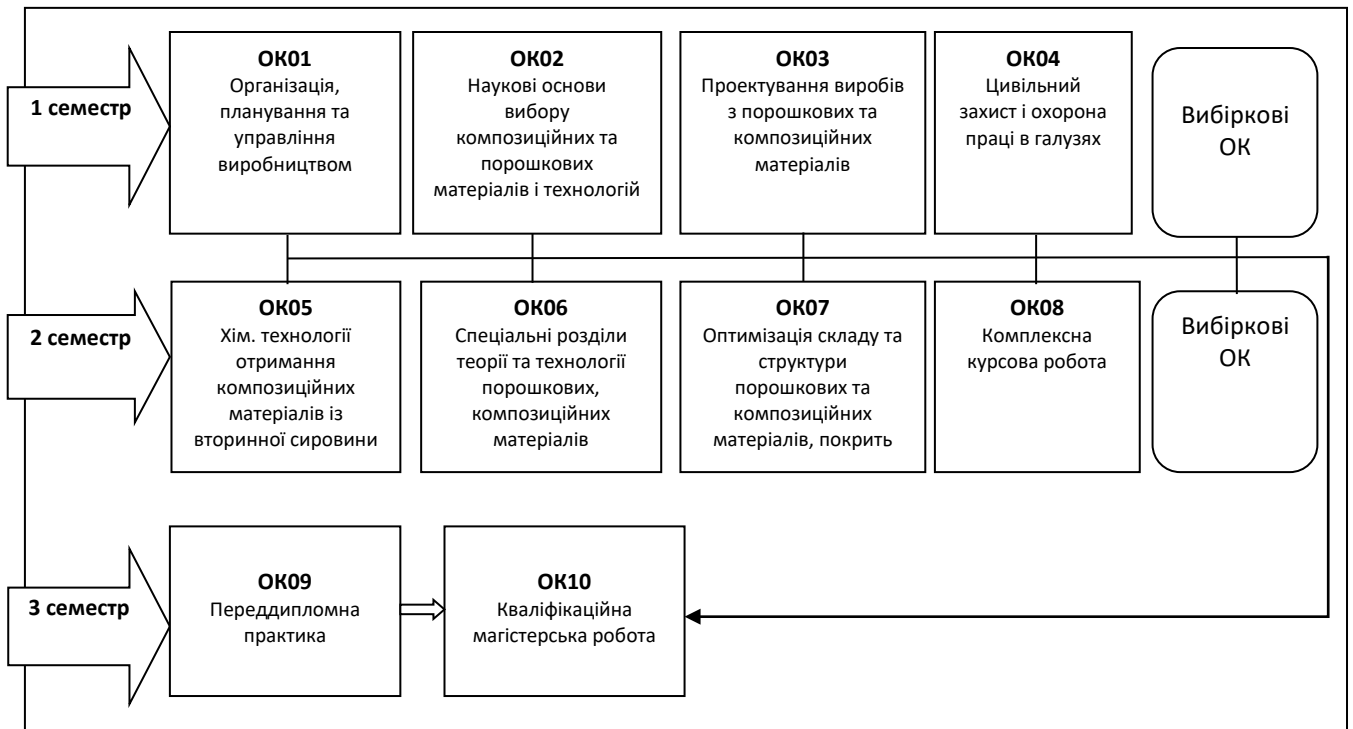 1 семестр
ОК01
Організація,
планування та
управління
виробництвом
ОК02
Наукові основи
вибору
композиційних та
порошкових
матеріалів і технологій
ОК03
Проектування виробів
з порошкових та
композиційних
матеріалів
ОК04
Цивільний
захист і охорона
праці в галузях
Вибіркові
ОК
2 семестр
ОК05
Хім. технології
отримання
композиційних
матеріалів із
вторинної сировини
ОК06
Спеціальні розділи
теорії та технології
порошкових,
композиційних
матеріалів
ОК07
Оптимізація складу та
структури
порошкових та
композиційних
матеріалів, покрить
ОК08
Комплексна
курсова робота
Вибіркові
ОК
3 семестр
ОК09
Переддипломна
практика
ОК10
Кваліфікаційна
магістерська робота